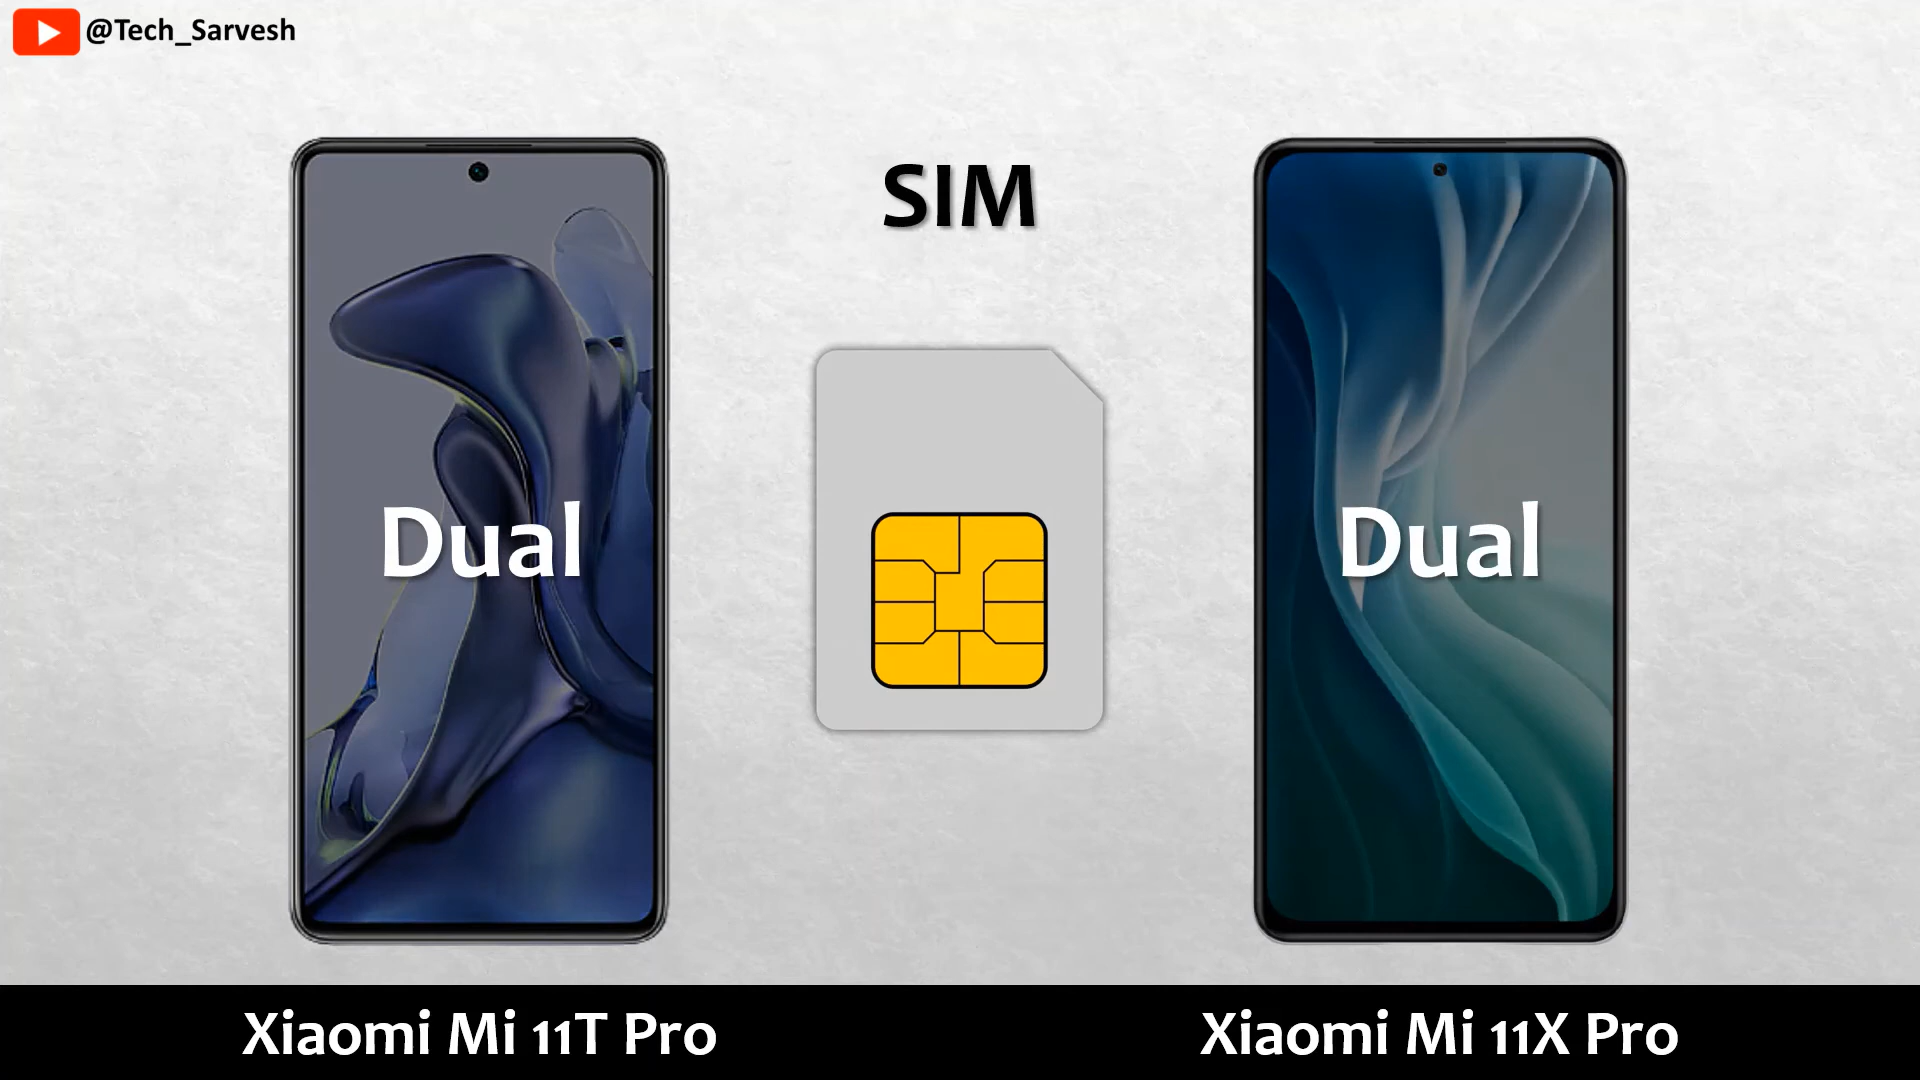 @Tech_Sarvesh
SIM
Dual
Dual
Xiaomi Mi 11T Pro
Xiaomi Mi 11X Pro